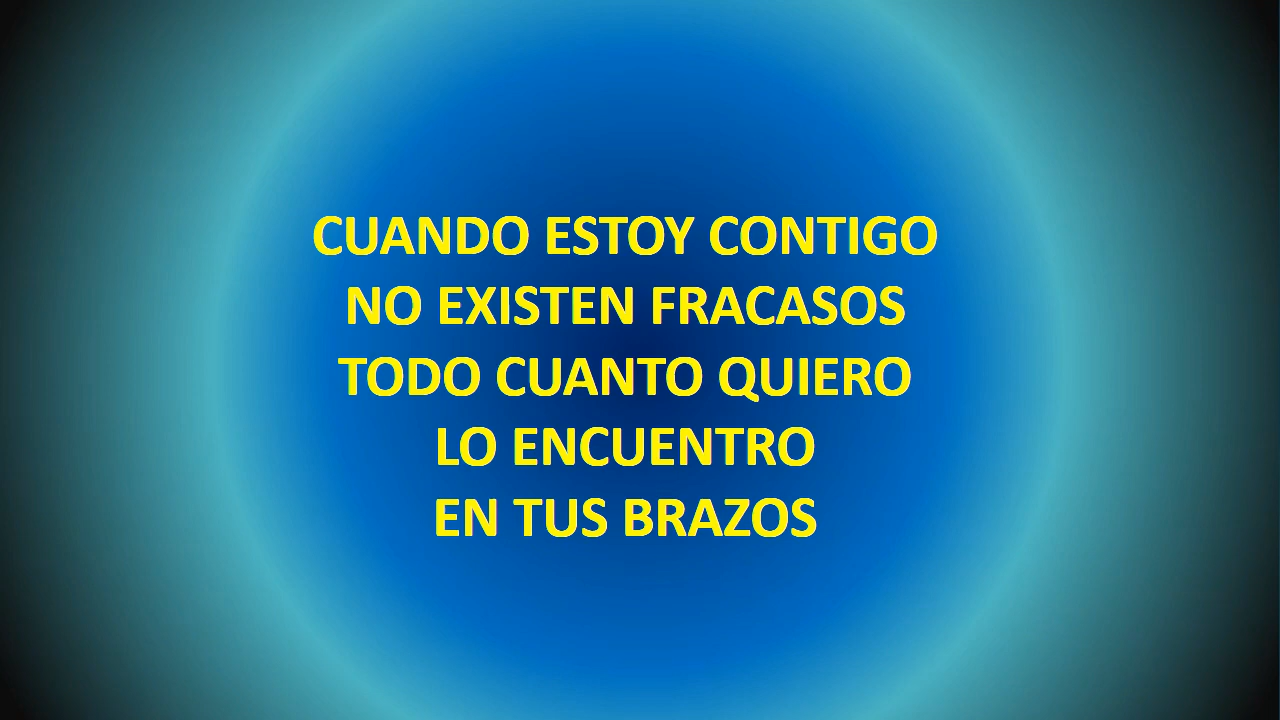 CUANDO ESTOY CONTIGO
NO EXISTEN FRACASOS
TODO CUANTO QUIERO
LO ENCUENTRO
EN TUS BRAZOS